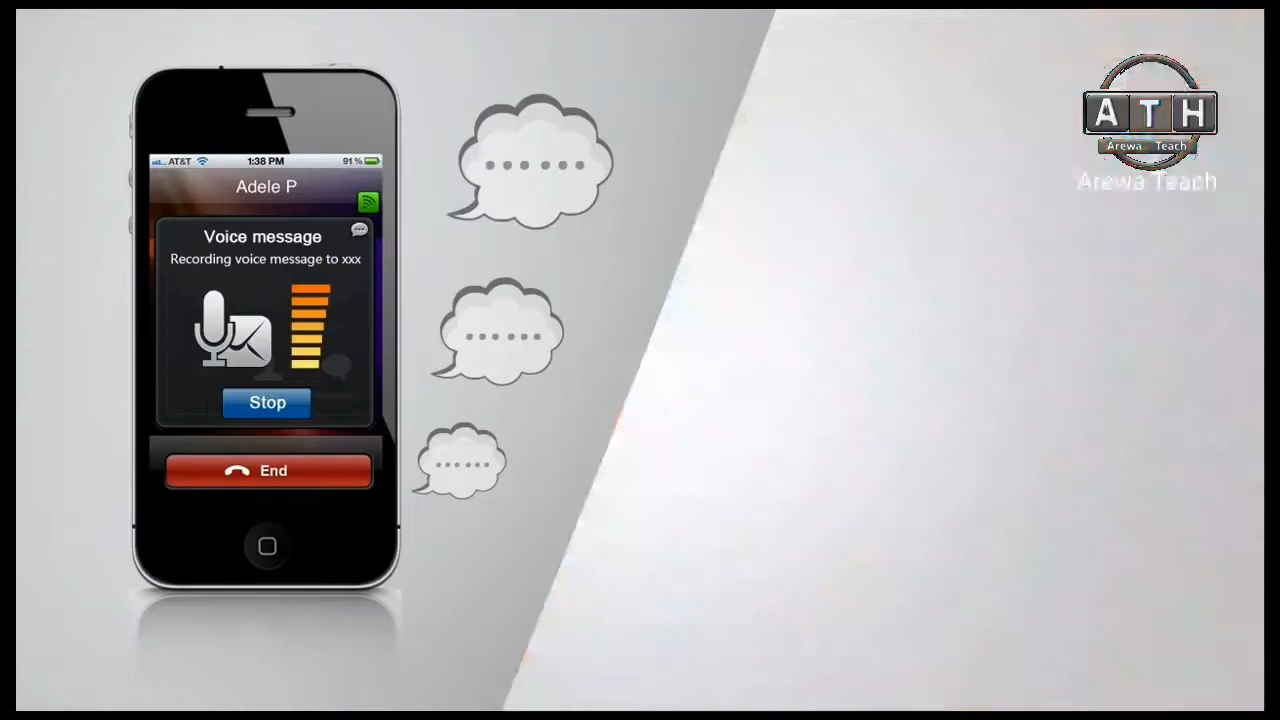 AT&T 1:38 PM 91 %
Adele P
Voice message
Recording voice message to xxx
Stop
End
A T H
Arewa Teach
Arewa Teach